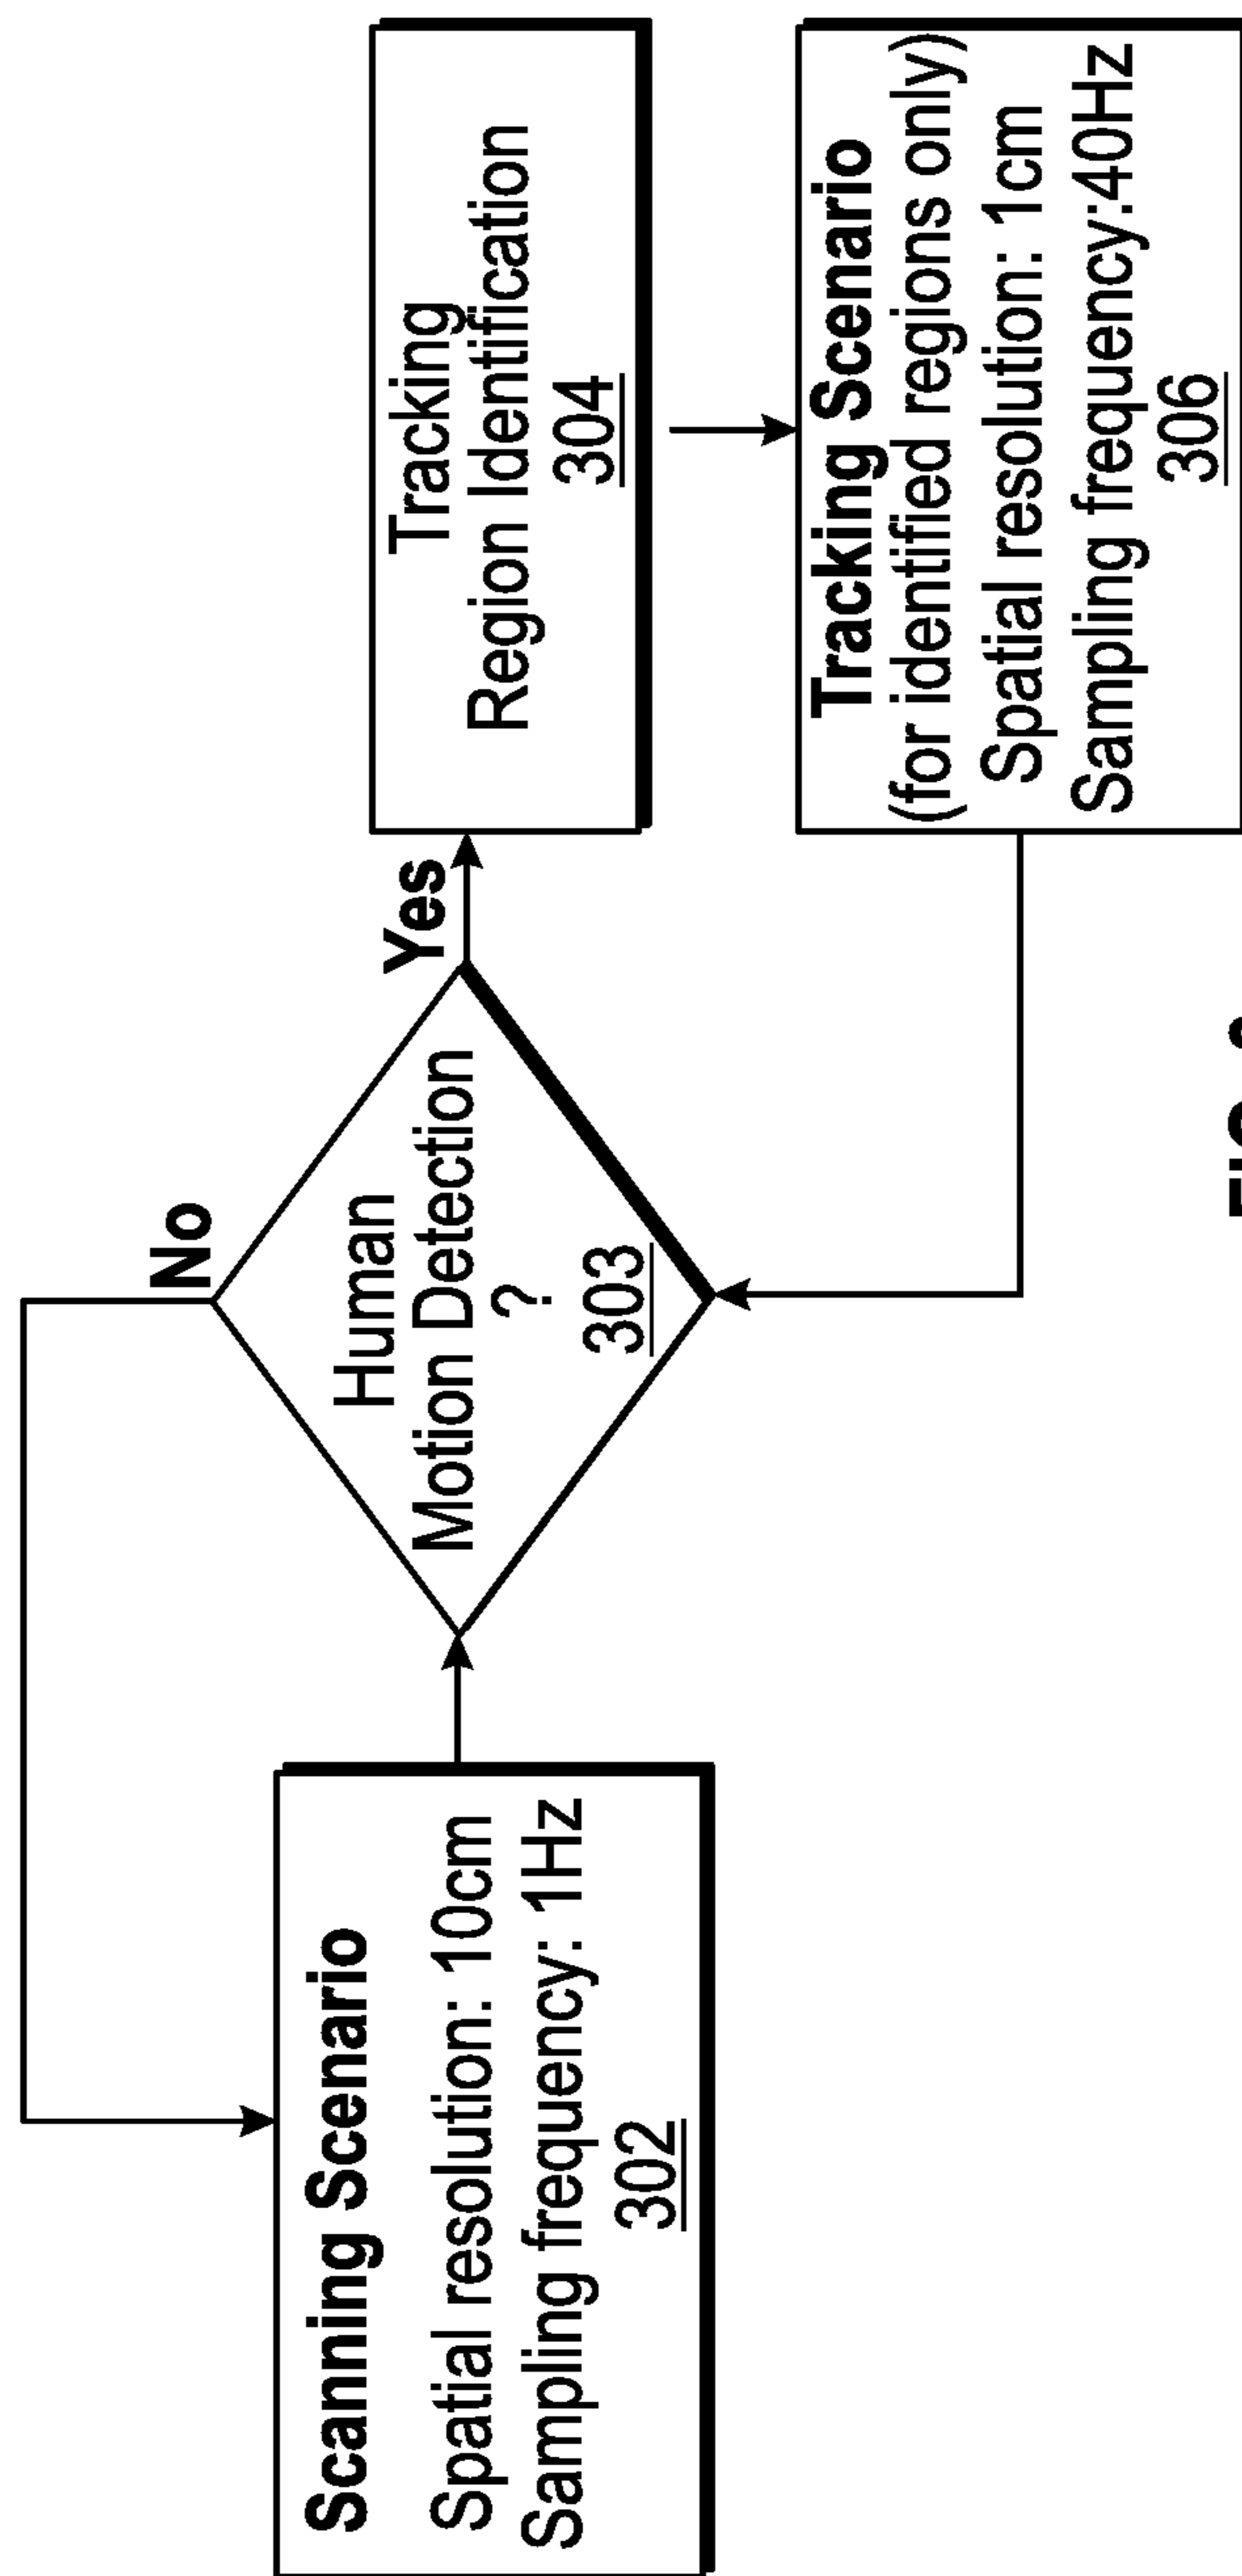 Scanning Scenario
Spatial resolution: 10cm
Sampling frequency: 1Hz
302
No
Human
Motion Detection
?
303
Yes
Tracking
Region Identification
304
Tracking Scenario
(for identified regions only)
Spatial resolution: 1cm
Sampling frequency:40Hz
306